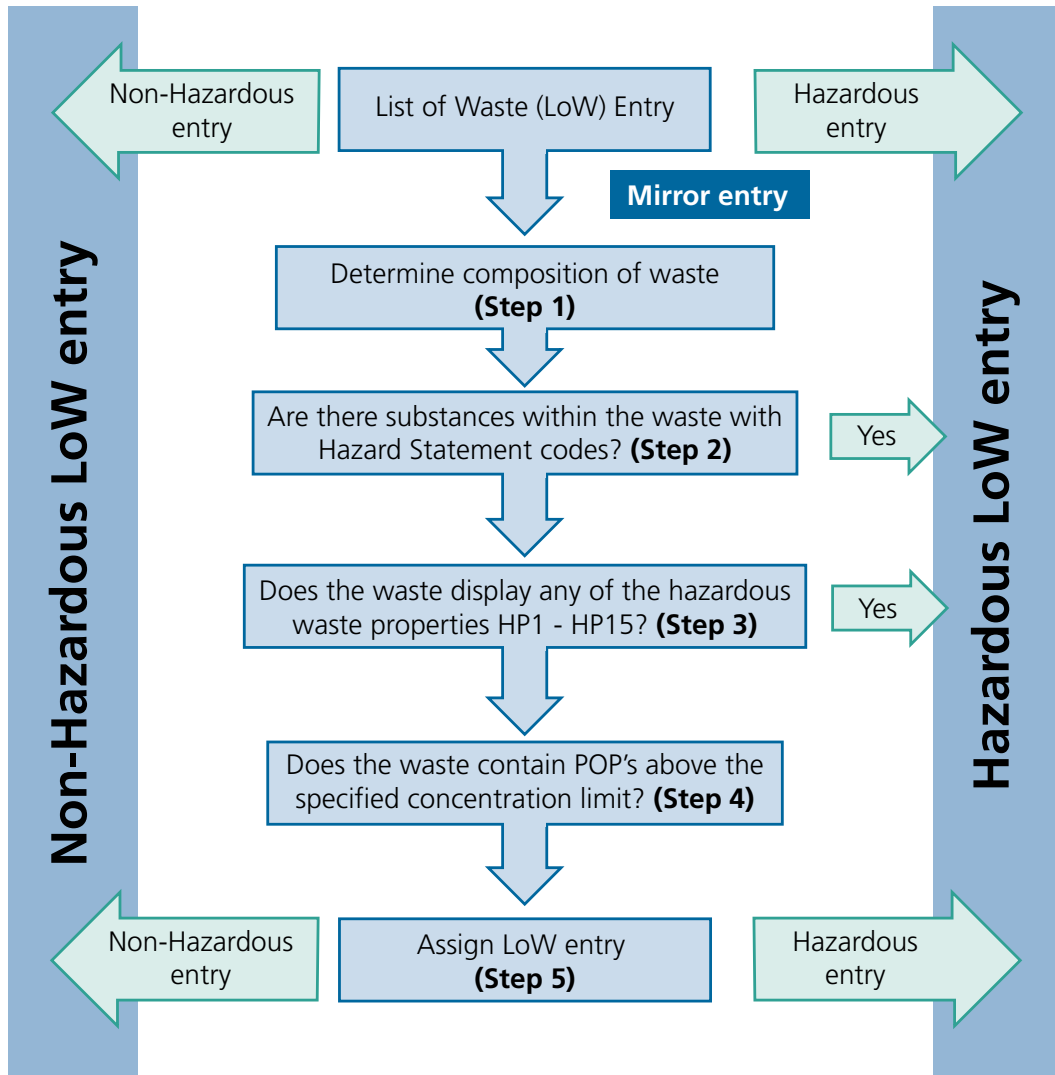 Non-Hazardous
entry
List of Waste (LoW) Entry
Hazardous
entry
Mirror entry
Determine composition of waste
(Step 1)
Are there substances within the waste with
Hazard Statement codes? (Step 2)
Yes
Does the waste display any of the hazardous
waste properties HP1 - HP15? (Step 3)
Yes
Does the waste contain POP's above the
specified concentration limit? (Step 4)
Non-Hazardous
entry
Assign LoW entry
(Step 5)
Hazardous
entry
Non-Hazardous LoW entry
Hazardous LoW entry